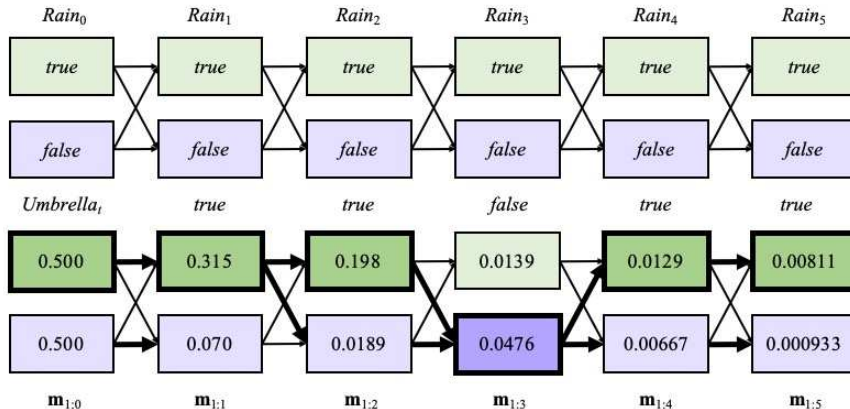 Rain₀ Rain₁ Rain₂ Rain₃ Rain₄ Rain₅
true true true true true true
false false false false false false
Umbrellaₜ true true false true true
0.500 0.315 0.198 0.0139 0.0129 0.00811
0.500 0.070 0.0189 0.0476 0.00667 0.000933
m₁:₀ m₁:₁ m₁:₂ m₁:₃ m₁:₄ m₁:₅